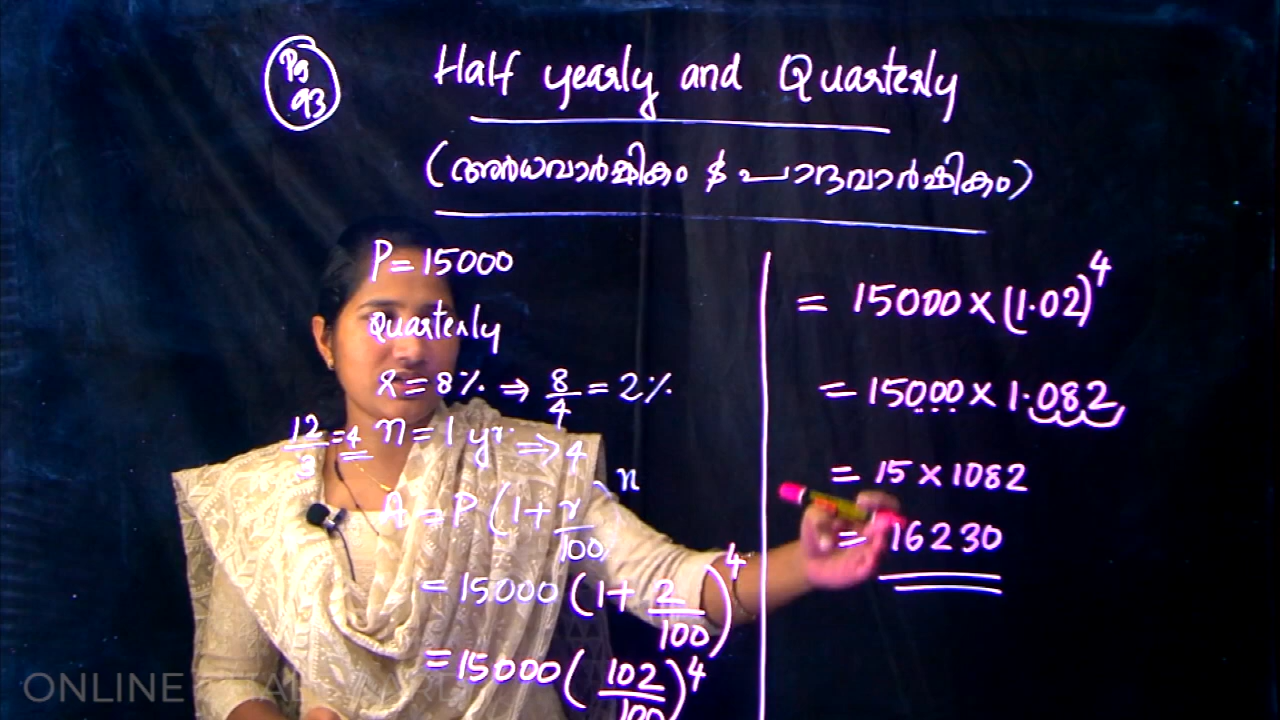 Pg 93
Half yearly and Quarterly
(അർധവാർഷികം & പാദവാർഷികം)
P = 15000
Quarterly
r = 8% ⇒ 8/4 = 2%
12/3 = 4 n = 1 yr ⇒ 4
A = P (1 + r/100)^n
= 15000 (1 + 2/100)^4
= 15000 (102/100)^4
= 15000 × (1.02)^4
= 15000 × 1.082
= 15 × 1082
= 16230
ONLINE